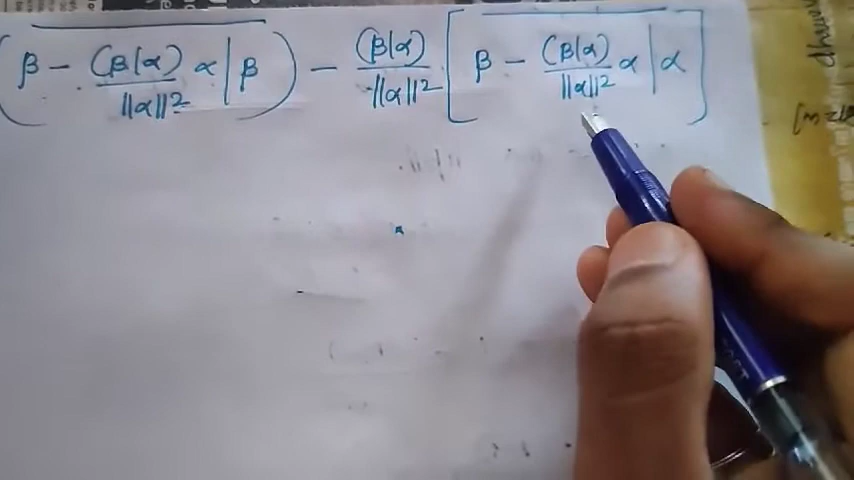 (β − (β|α)/||α||² α | β) − (β|α)/||α||² [β − (β|α)/||α||² α | α]